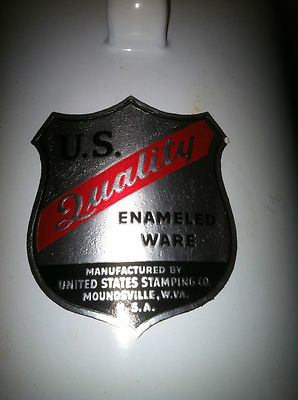 U.S.
Quality
ENAMELED
WARE
MANUFACTURED BY
UNITED STATES STAMPING CO.
MOUNDSVILLE, W.VA.
U.S.A.